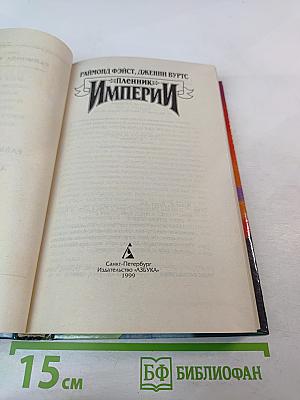 РАЙМОНД ФЭЙСТ, ДЖЕННИ ВУРТС
ПЛЕННИК
ИМПЕРИИ
Санкт-Петербург
Издательство «АЗБУКА»
1999
15 см
БФ БИБЛИОФАН